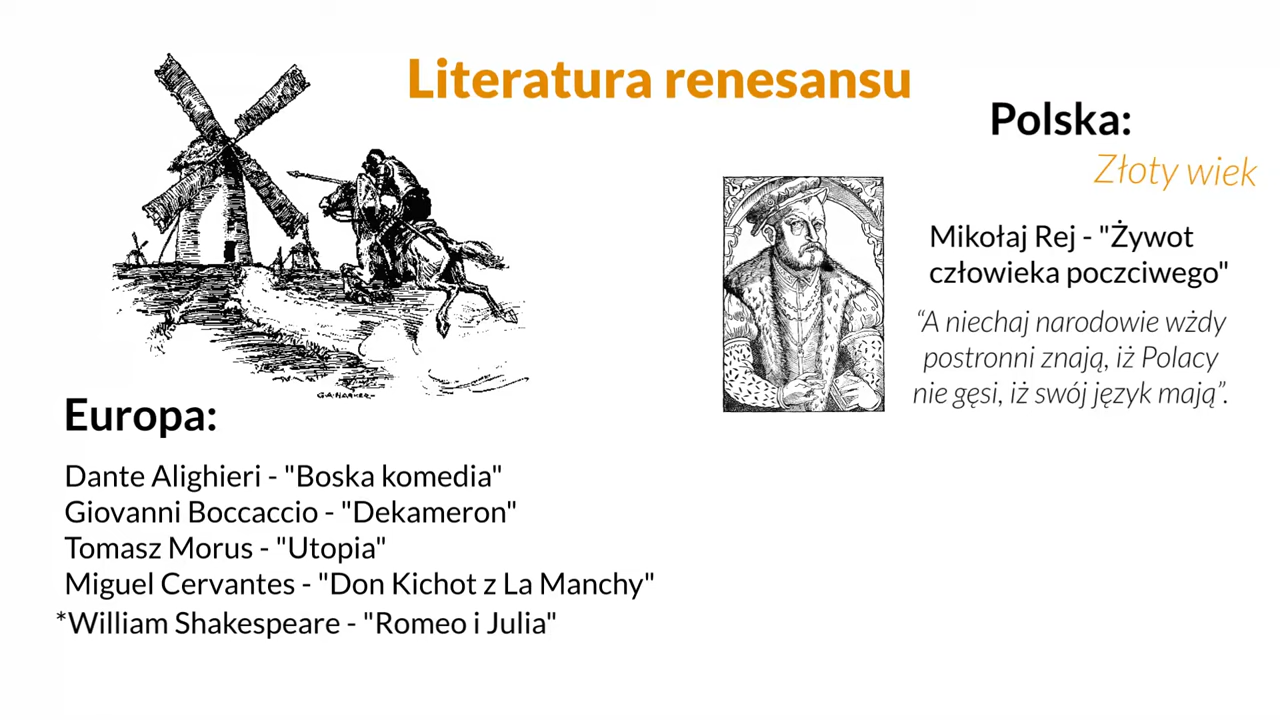 Literatura renesansu
Polska:
Złoty wiek
Mikołaj Rej - "Żywot
człowieka poczciwego"
“A niechaj narodowie wżdy
postronni znają, iż Polacy
nie gęsi, iż swój język mają”.
G.A. HARKER-
Europa:
Dante Alighieri - "Boska komedia"
Giovanni Boccaccio - "Dekameron"
Tomasz Morus - "Utopia"
Miguel Cervantes - "Don Kichot z La Manchy"
*William Shakespeare - "Romeo i Julia"